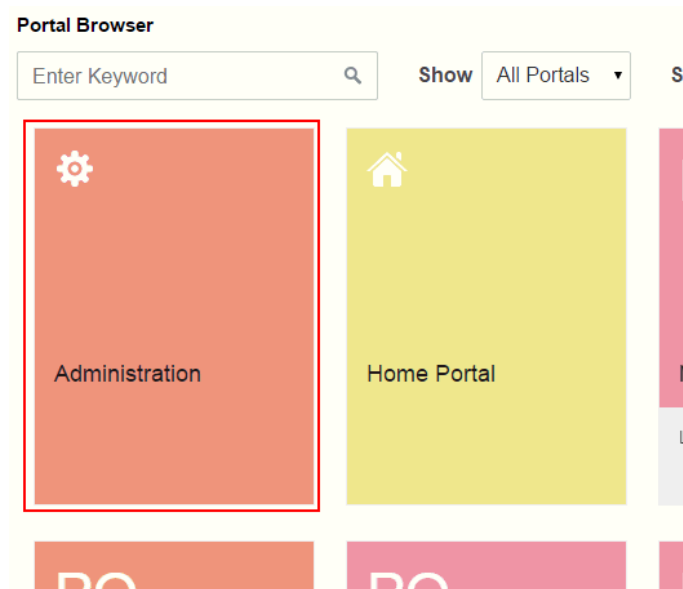 Portal Browser
Enter Keyword
Show
All Portals
Administration
Home Portal